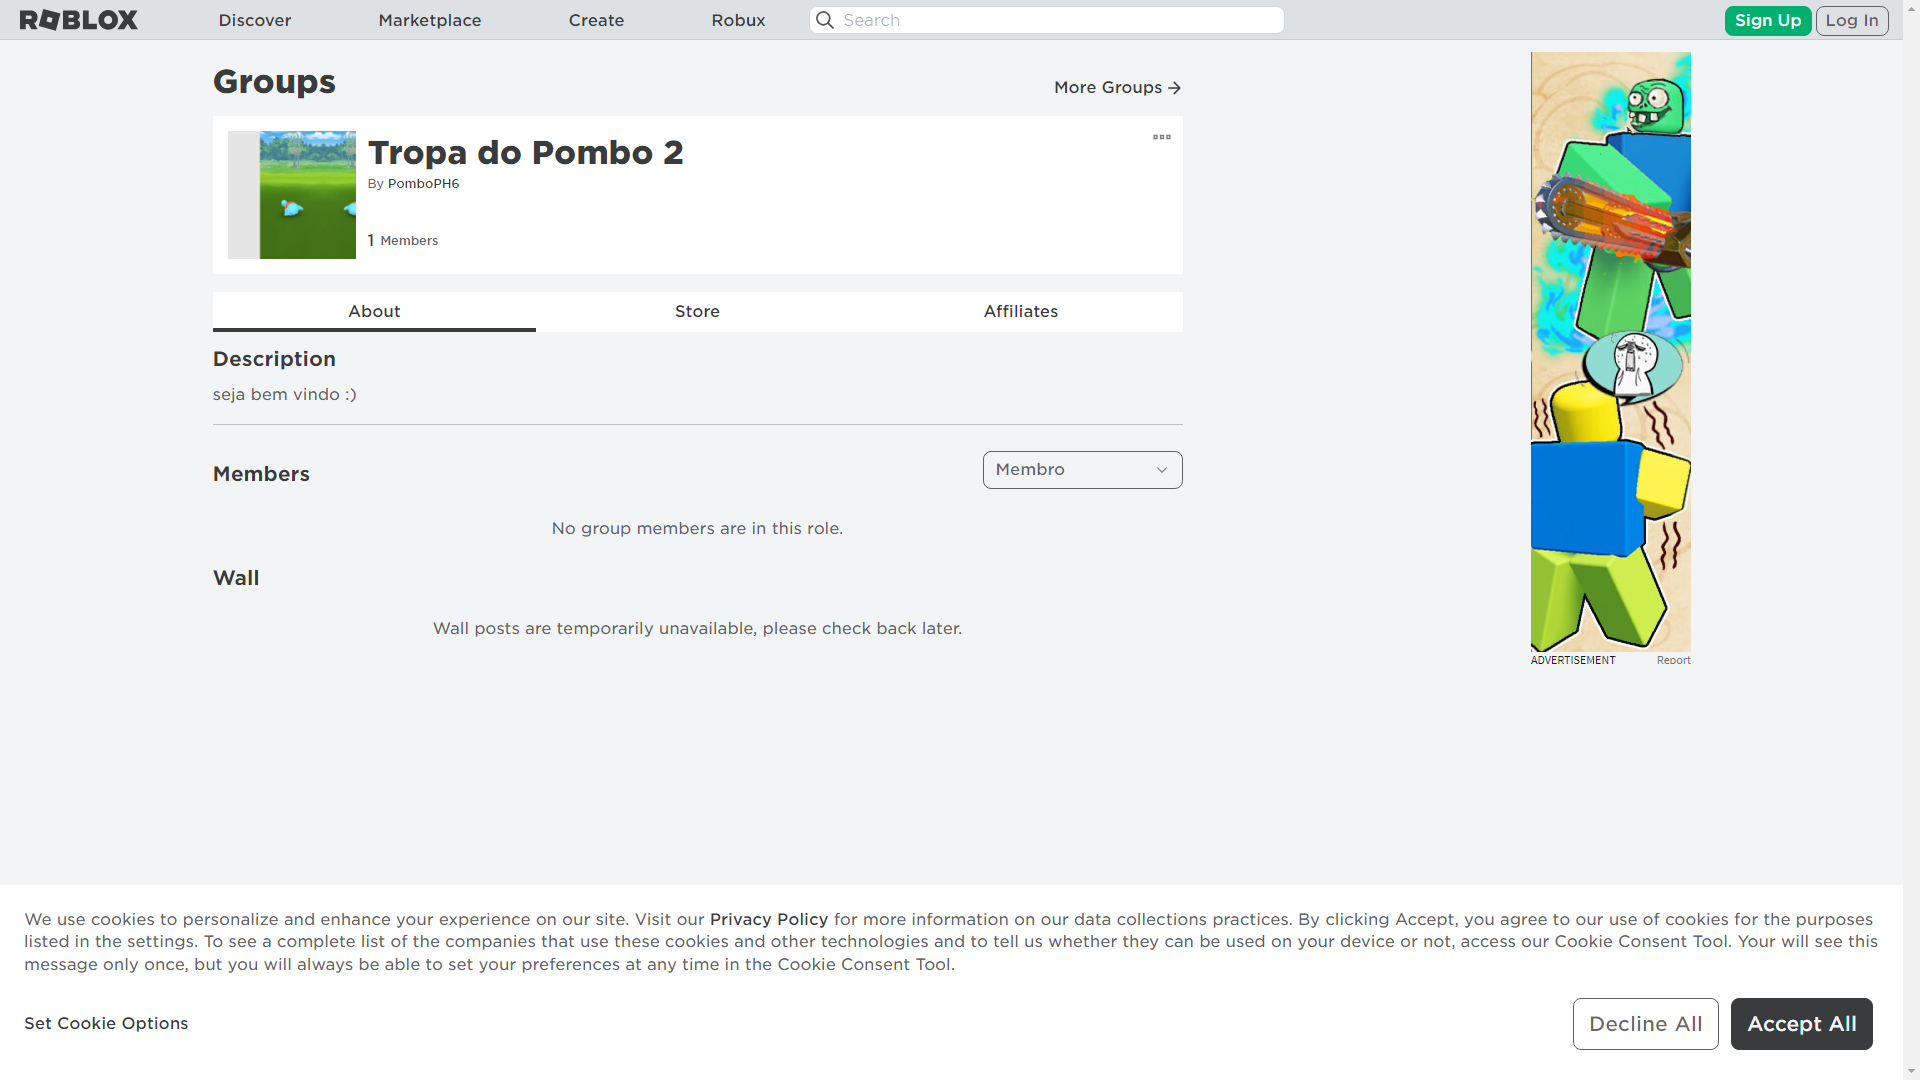 ROBLOX
Discover
Marketplace
Create
Robux
Search
Sign Up
Log In
Groups
More Groups
Tropa do Pombo 2
By PomboPH6
1 Members
About
Store
Affiliates
Description
seja bem vindo :)
Members
Membro
No group members are in this role.
Wall
Wall posts are temporarily unavailable, please check back later.
ADVERTISEMENT
Report
We use cookies to personalize and enhance your experience on our site. Visit our Privacy Policy for more information on our data collections practices. By clicking Accept, you agree to our use of cookies for the purposes
listed in the settings. To see a complete list of the companies that use these cookies and other technologies and to tell us whether they can be used on your device or not, access our Cookie Consent Tool. Your will see this
message only once, but you will always be able to set your preferences at any time in the Cookie Consent Tool.
Set Cookie Options
Decline All
Accept All